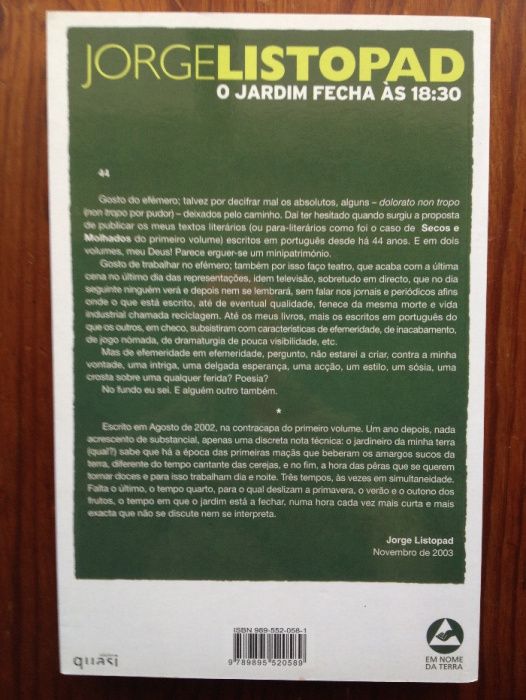 JORGELISTOPAD
O JARDIM FECHA ÀS 18:30
“
Gosto do efémero; talvez por decifrar mal os absolutos, alguns – dolorato non tropo
(non tropo por pudor) – deixados pelo caminho. Daí ter hesitado quando surgiu a proposta
de publicar os meus textos literários (ou para-literários como foi o caso de Secos e
Molhados do primeiro volume) escritos em português desde há 44 anos. E em dois
volumes, meu Deus! Parece erguer-se um minipatrimónio.
Gosto de trabalhar no efémero; também por isso faço teatro, que acaba com a última
cena no último dia das representações, idem televisão, sobretudo em directo, que no dia
seguinte ninguém verá e depois nem se lembrará, sem falar nos jornais e periódicos afins
onde o que está escrito, até de eventual qualidade, fenece da mesma morte e vida
industrial chamada reciclagem. Até os meus livros, mais os escritos em português do
que os outros, em checo, subsistiram com características de efemeridade, de inacabamento,
de jogo nómada, de dramaturgia de pouca visibilidade, etc.
Mas de efemeridade em efemeridade, pergunto, não estarei a criar, contra a minha
vontade, uma intriga, uma delgada esperança, uma acção, um estilo, um sósia, uma
crosta sobre uma qualquer ferida? Poesia?
No fundo eu sei. E alguém outro também.
*
Escrito em Agosto de 2002, na contracapa do primeiro volume. Um ano depois, nada
acrescento de substancial, apenas uma discreta nota técnica: o jardineiro da minha terra
(qual?) sabe que há a época das primeiras maçãs que beberam os amargos sucos da
terra, diferente do tempo cantante das cerejas, e no fim, a hora das pêras que se querem
tornar doces e para isso trabalham dia e noite. Três tempos, às vezes em simultaneidade.
Falta o último, o tempo quarto, para o qual deslizam a primavera, o verão e o outono dos
frutos, o tempo em que o jardim está a fechar, numa hora cada vez mais curta e mais
exacta que não se discute nem se interpreta.
Jorge Listopad
Novembro de 2003
ISBN 989-552-058-1
9 789895 520589
quasi
EM NOME
DA TERRA